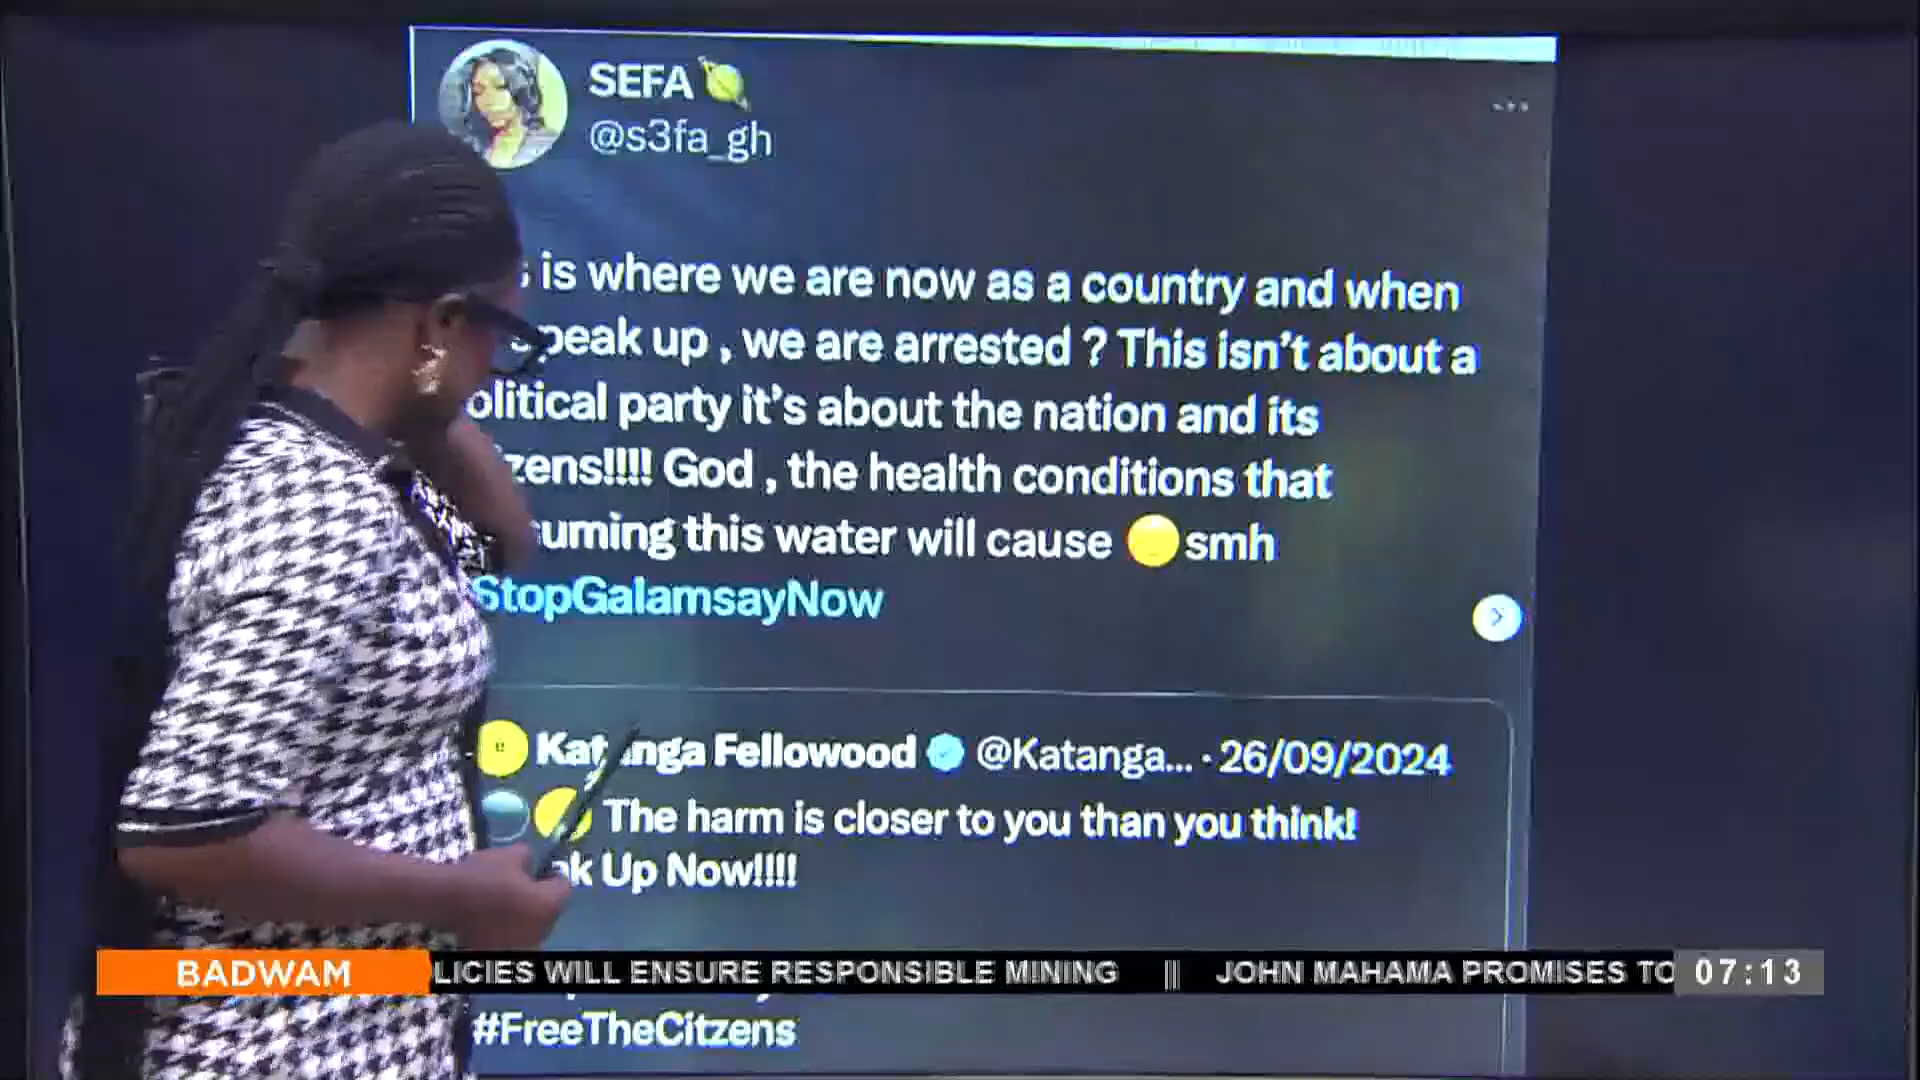 SEFA
@s3fa_gh
is where we are now as a country and when
peak up , we are arrested ? This isn't about a
olitical party it's about the nation and its
zens!!!! God , the health conditions that
suming this water will cause smh
StopGalamsayNow
Katanga Fellowood @Katanga... · 26/09/2024
The harm is closer to you than you think!
ak Up Now!!!!
BADWAM LICIES WILL ENSURE RESPONSIBLE MINING ||| JOHN MAHAMA PROMISES TO 07:13
#FreeTheCitzens